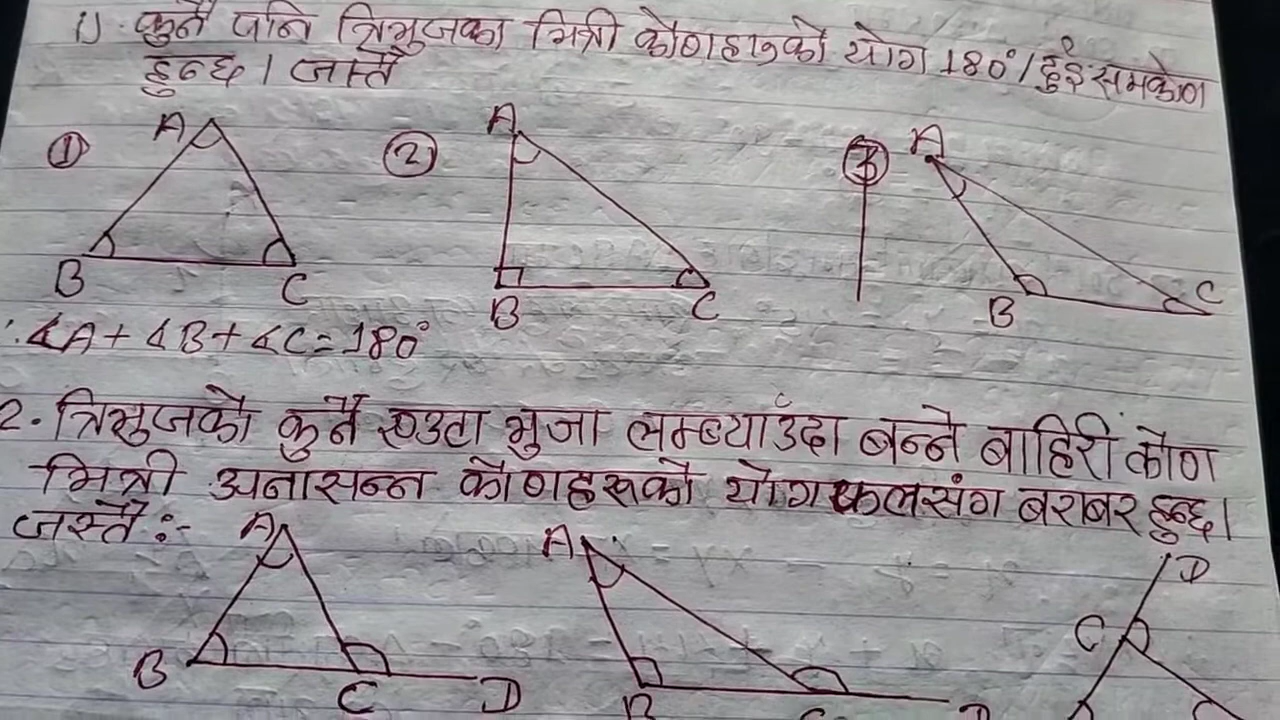 1) कुनै पनि त्रिभुजका भित्री कोणहरुको योग 180°/दुई समकोण
हुन्छ। जस्तै
① A ② A ③ A
B C B C B C
∴ ∡A + ∡B + ∡C = 180°
2. त्रिभुजको कुनै एउटा भुजा लम्ब्याउँदा बन्ने बाहिरी कोण
भित्री अनासन्न कोणहरूको योगफलसंग बराबर हुन्छ।
जस्तै :- A A D
B C D B C